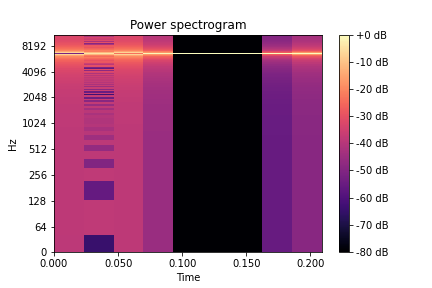 Power spectrogram
Hz
8192
4096
2048
1024
512
256
128
64
0
0.000 0.050 0.100 0.150 0.200
Time
+0 dB
-10 dB
-20 dB
-30 dB
-40 dB
-50 dB
-60 dB
-70 dB
-80 dB